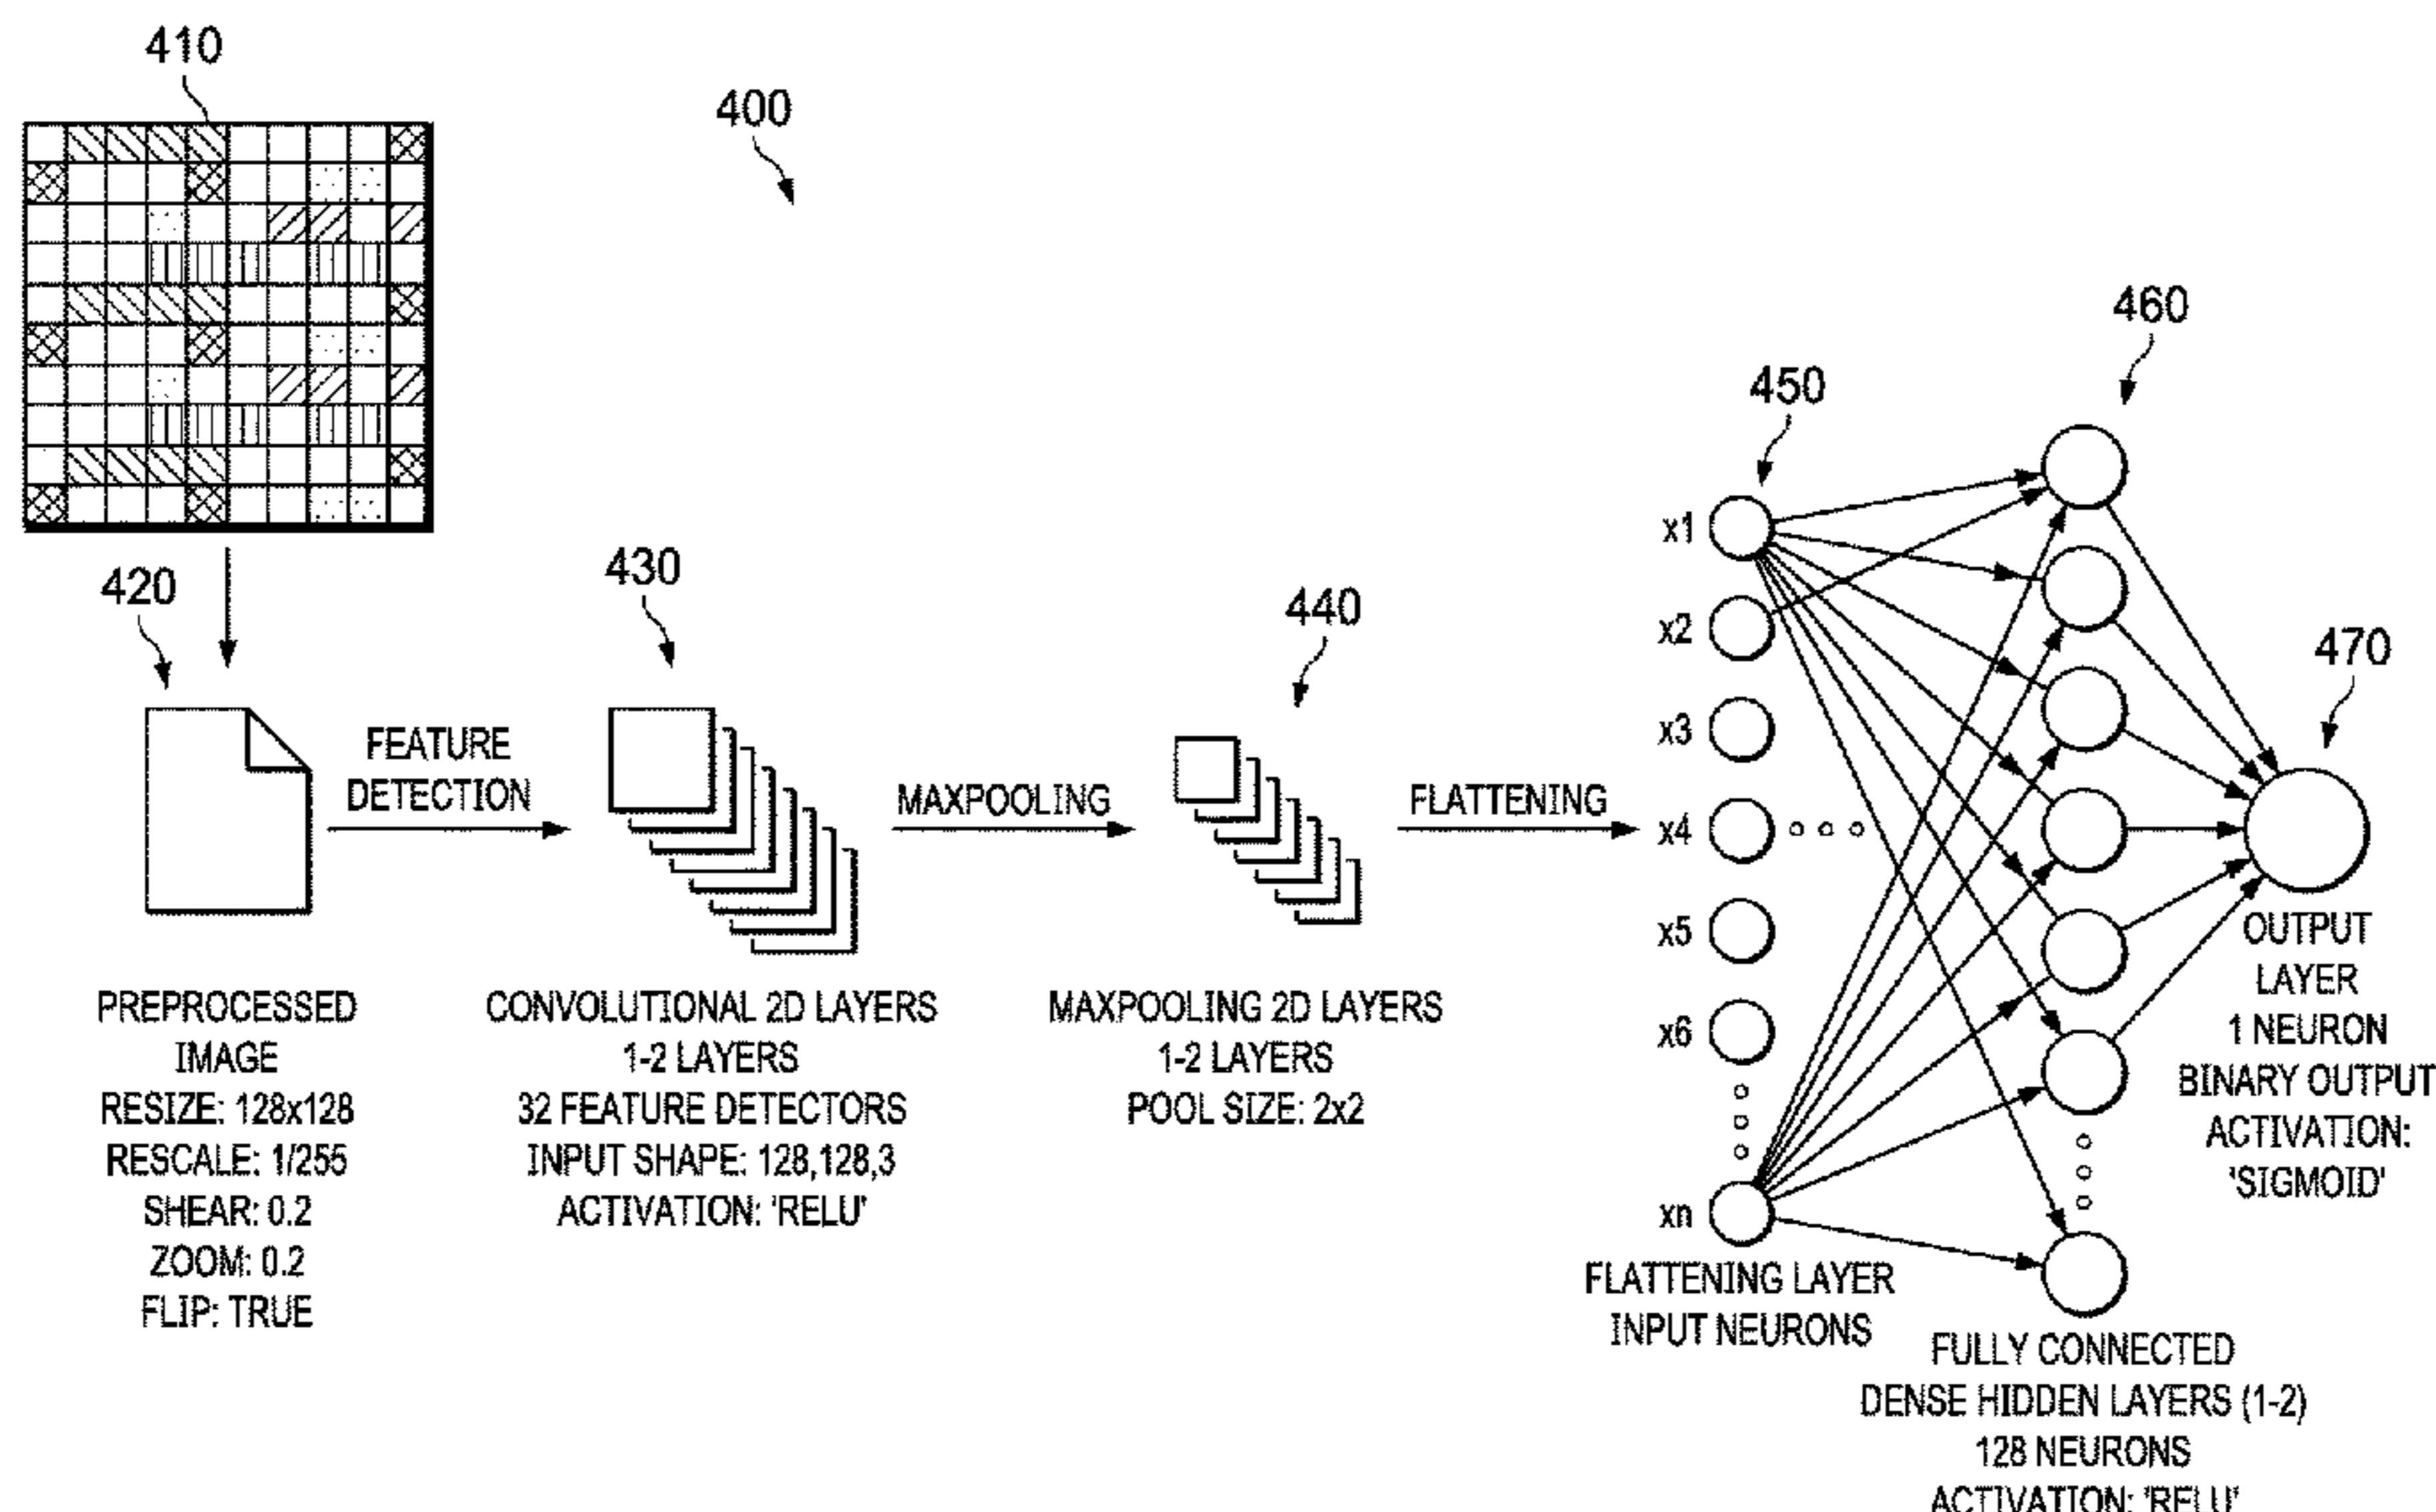 410
400
420
430
440
450
460
470
FEATURE
DETECTION
MAXPOOLING
FLATTENING
PREPROCESSED
IMAGE
RESIZE: 128x128
RESCALE: 1/255
SHEAR: 0.2
ZOOM: 0.2
FLIP: TRUE
CONVOLUTIONAL 2D LAYERS
1-2 LAYERS
32 FEATURE DETECTORS
INPUT SHAPE: 128,128,3
ACTIVATION: 'RELU'
MAXPOOLING 2D LAYERS
1-2 LAYERS
POOL SIZE: 2x2
x1
x2
x3
x4
x5
x6
xn
FLATTENING LAYER
INPUT NEURONS
FULLY CONNECTED
DENSE HIDDEN LAYERS (1-2)
128 NEURONS
ACTIVATION: 'RELU'
OUTPUT
LAYER
1 NEURON
BINARY OUTPUT
ACTIVATION:
'SIGMOID'